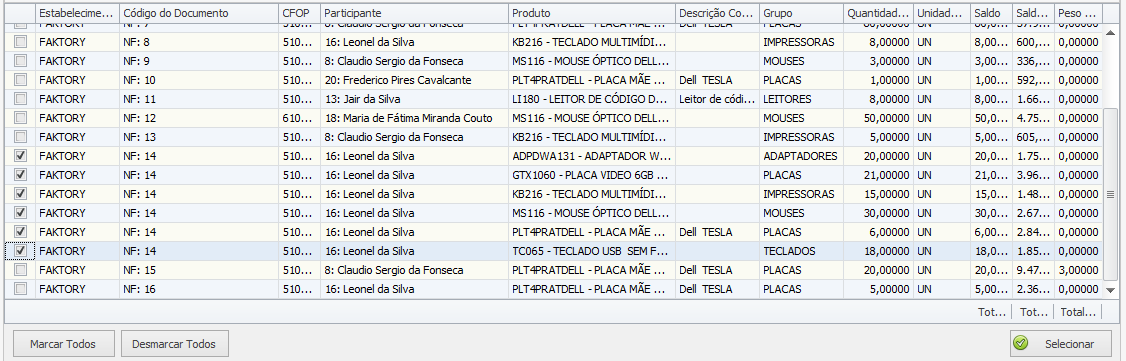 Estabelecime... Código do Documento CFOP Participante Produto Descrição Co... Grupo Quantidad... Unidad... Saldo Sald... Peso ...
FAKTORY NF: 8 510... 16: Leonel da Silva KB216 - TECLADO MULTIMÍDI... IMPRESSORAS 8,00000 UN 8,00... 600,... 0,00000
FAKTORY NF: 9 510... 8: Claudio Sergio da Fonseca MS116 - MOUSE ÓPTICO DELL... MOUSES 3,00000 UN 3,00... 336,... 0,00000
FAKTORY NF: 10 510... 20: Frederico Pires Cavalcante PLT4PRATDELL - PLACA MÃE ... Dell TESLA PLACAS 1,00000 UN 1,00... 592,... 0,00000
FAKTORY NF: 11 510... 13: Jair da Silva LI180 - LEITOR DE CÓDIGO D... Leitor de códi... LEITORES 8,00000 UN 8,00... 1.66... 0,00000
FAKTORY NF: 12 610... 18: Maria de Fátima Miranda Couto MS116 - MOUSE ÓPTICO DELL... MOUSES 50,00000 UN 50,0... 4.75... 0,00000
FAKTORY NF: 13 510... 8: Claudio Sergio da Fonseca KB216 - TECLADO MULTIMÍDI... IMPRESSORAS 5,00000 UN 5,00... 605,... 0,00000
FAKTORY NF: 14 510... 16: Leonel da Silva ADPDWA131 - ADAPTADOR W... ADAPTADORES 20,00000 UN 20,0... 1.75... 0,00000
FAKTORY NF: 14 510... 16: Leonel da Silva GTX1060 - PLACA VIDEO 6GB ... PLACAS 21,00000 UN 21,0... 3.96... 0,00000
FAKTORY NF: 14 510... 16: Leonel da Silva KB216 - TECLADO MULTIMÍDI... IMPRESSORAS 15,00000 UN 15,0... 1.48... 0,00000
FAKTORY NF: 14 510... 16: Leonel da Silva MS116 - MOUSE ÓPTICO DELL... MOUSES 30,00000 UN 30,0... 2.67... 0,00000
FAKTORY NF: 14 510... 16: Leonel da Silva PLT4PRATDELL - PLACA MÃE ... Dell TESLA PLACAS 6,00000 UN 6,00... 2.84... 0,00000
FAKTORY NF: 14 510... 16: Leonel da Silva TC065 - TECLADO USB SEM F... TECLADOS 18,00000 UN 18,0... 1.85... 0,00000
FAKTORY NF: 15 510... 8: Claudio Sergio da Fonseca PLT4PRATDELL - PLACA MÃE ... Dell TESLA PLACAS 20,00000 UN 20,0... 9.47... 3,00000
FAKTORY NF: 16 510... 16: Leonel da Silva PLT4PRATDELL - PLACA MÃE ... Dell TESLA PLACAS 5,00000 UN 5,00... 2.36... 0,00000
Tot... Tot... Total...
Marcar Todos Desmarcar Todos Selecionar